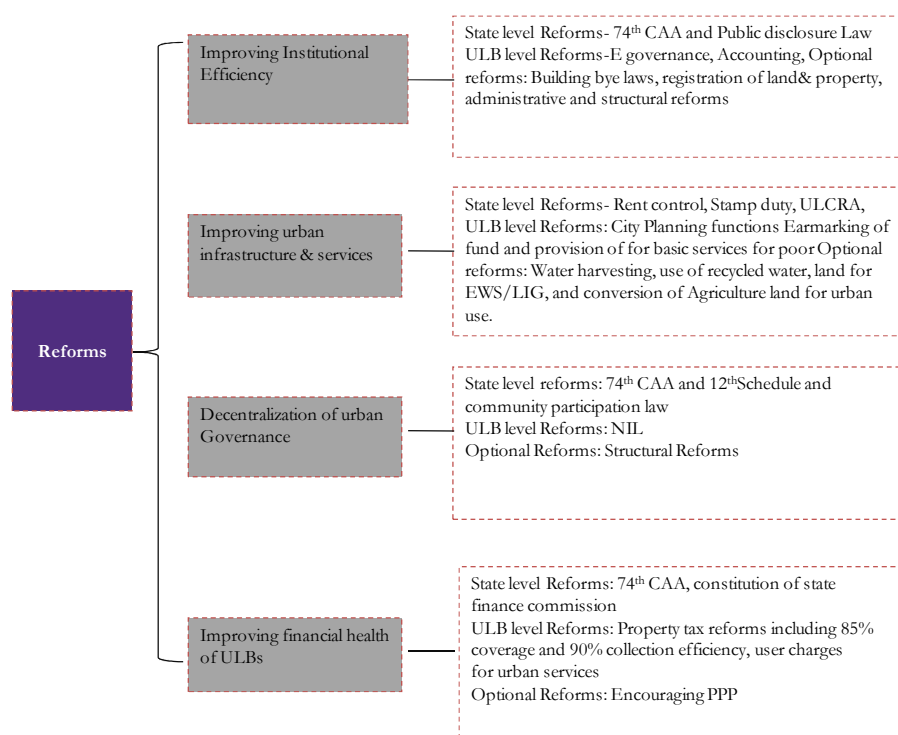 Reforms
Improving Institutional
Efficiency
State level Reforms- 74th CAA and Public disclosure Law
ULB level Reforms-E governance, Accounting, Optional
reforms: Building bye laws, registration of land& property,
administrative and structural reforms
Improving urban
infrastructure & services
State level Reforms- Rent control, Stamp duty, ULCRA,
ULB level Reforms: City Planning functions Earmarking of
fund and provision of for basic services for poor Optional
reforms: Water harvesting, use of recycled water, land for
EWS/LIG, and conversion of Agriculture land for urban
use.
Decentralization of urban
Governance
State level reforms: 74th CAA and 12thSchedule and
community participation law
ULB level Reforms: NIL
Optional Reforms: Structural Reforms
Improving financial health
of ULBs
State level Reforms: 74th CAA, constitution of state
finance commission
ULB level Reforms: Property tax reforms including 85%
coverage and 90% collection efficiency, user charges
for urban services
Optional Reforms: Encouraging PPP